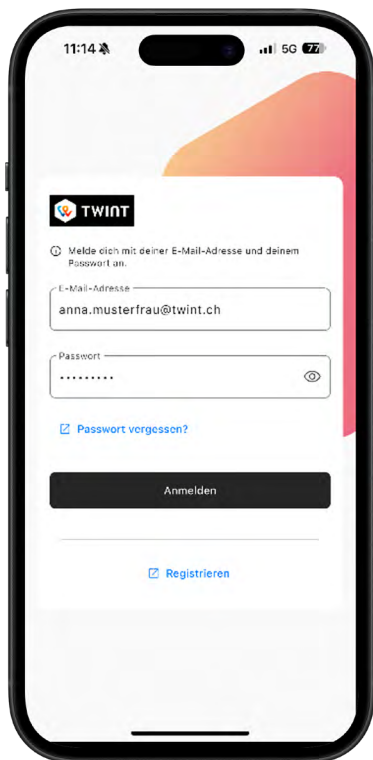 11:14
5G 77
TWINT
Melde dich mit deiner E-Mail-Adresse und deinem
Passwort an.
E-Mail-Adresse
anna.musterfrau@twint.ch
Passwort
.........
Passwort vergessen?
Anmelden
Registrieren